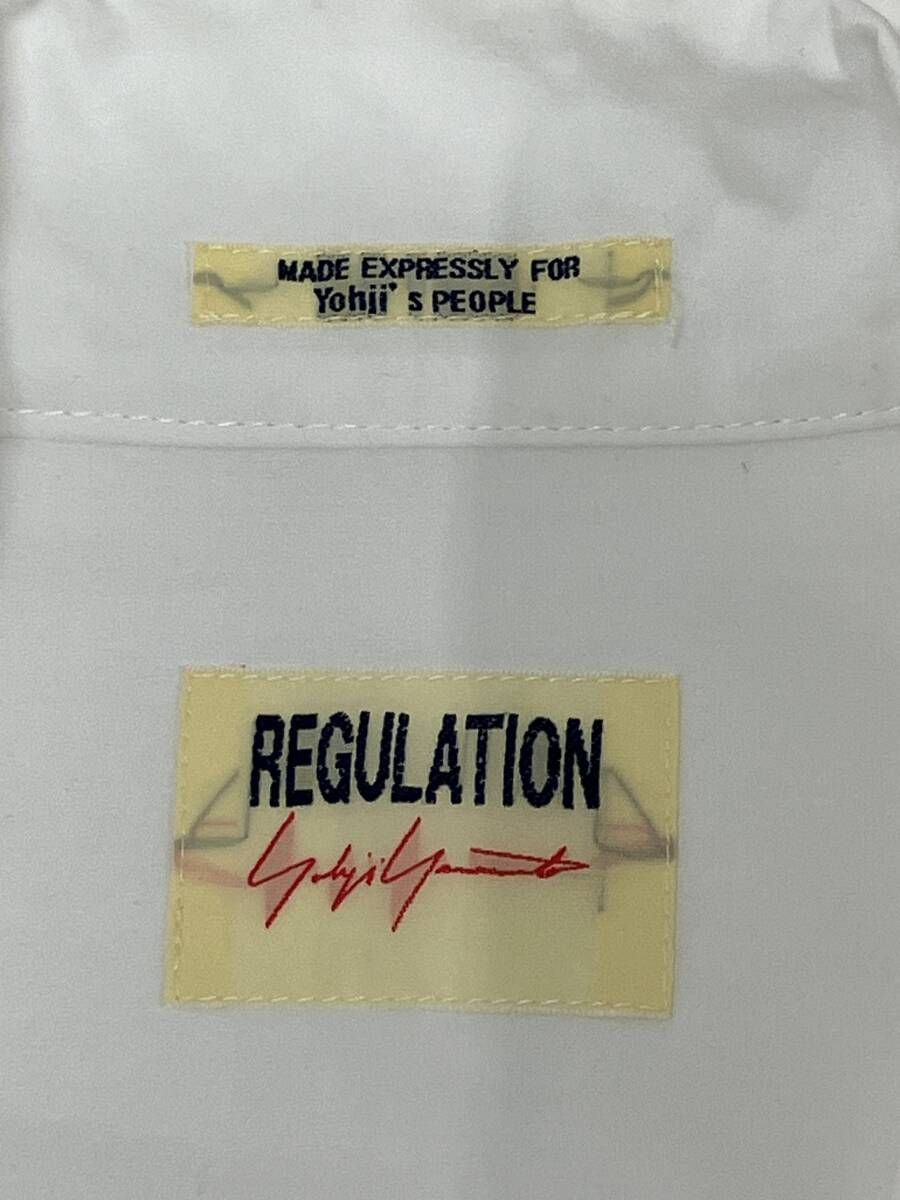 MADE EXPRESSLY FOR
Yohji' s PEOPLE
REGULATION
Yohji Yamamoto